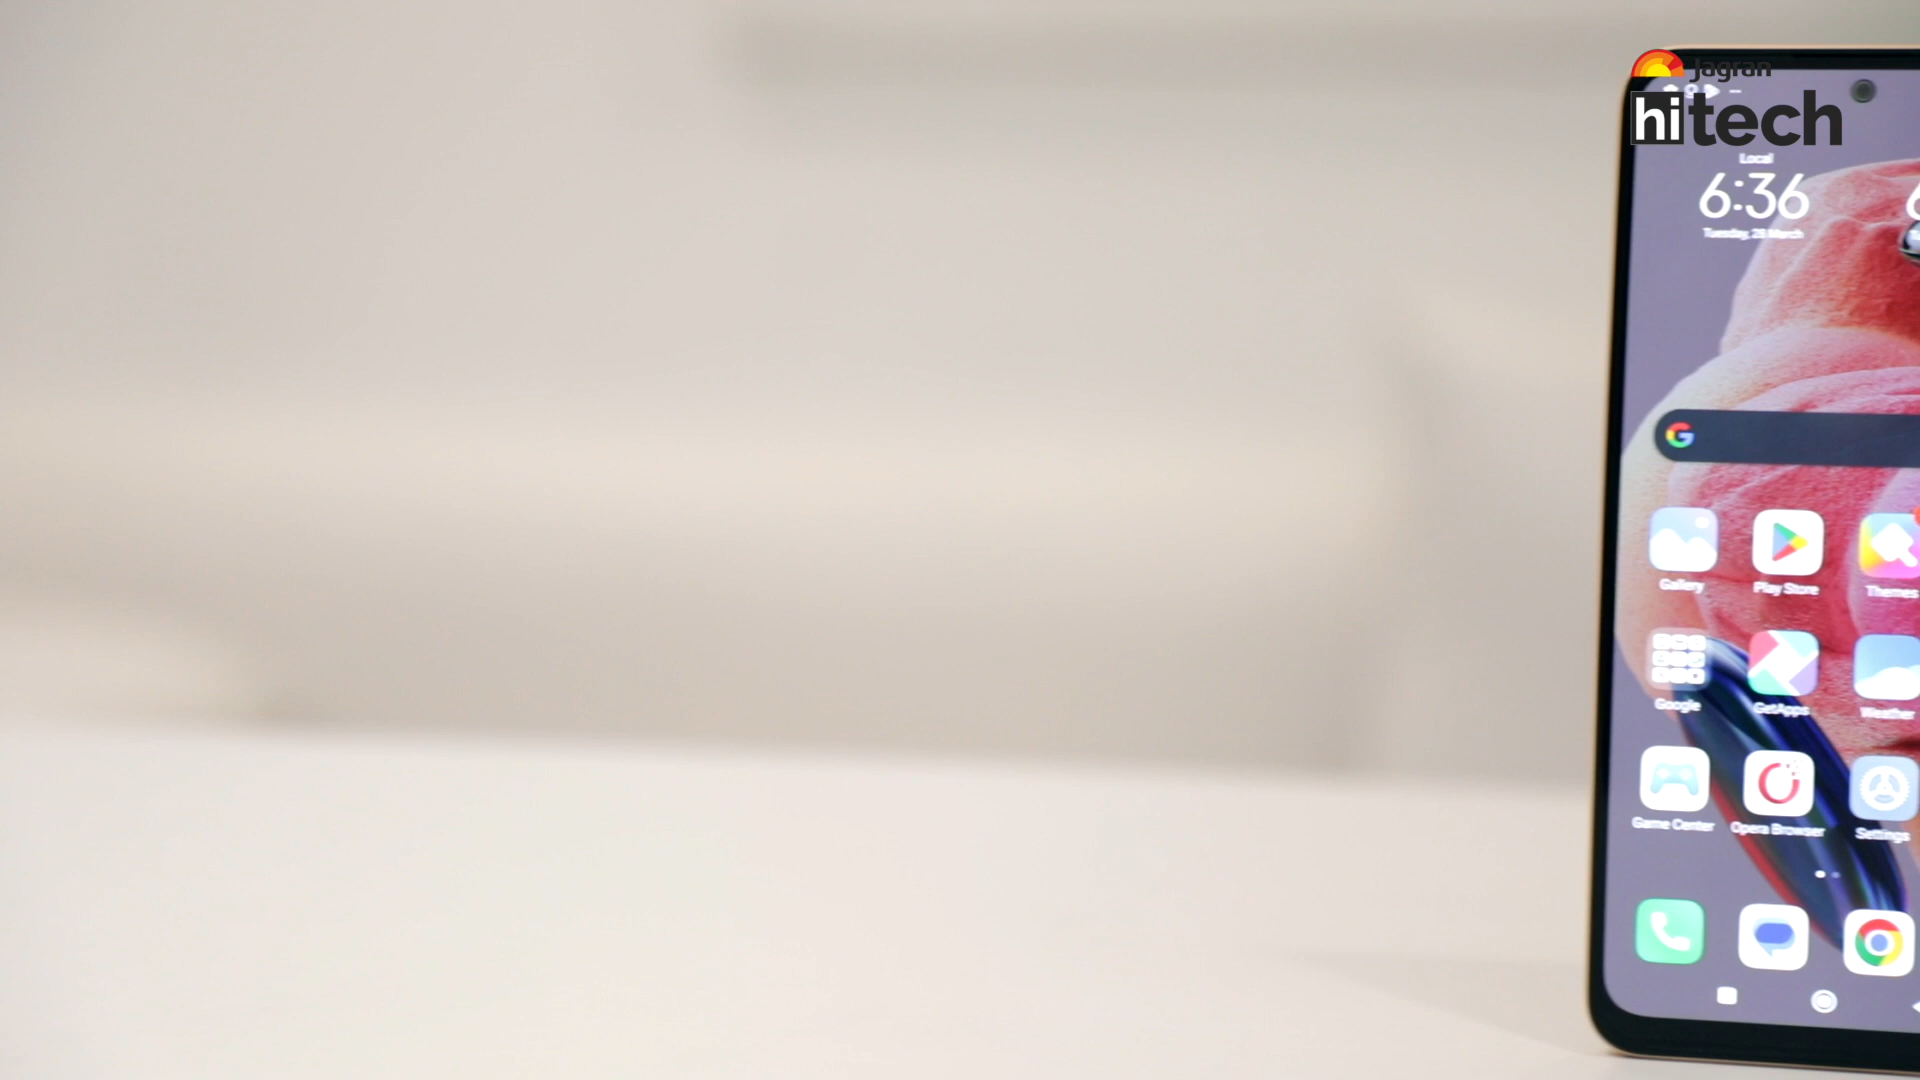 Jagran
hitech
Local
6:36
Tuesday, 28 March
Gallery
Play Store
Themes
Google
GetApps
Weather
Game Center
Opera Browser
Settings